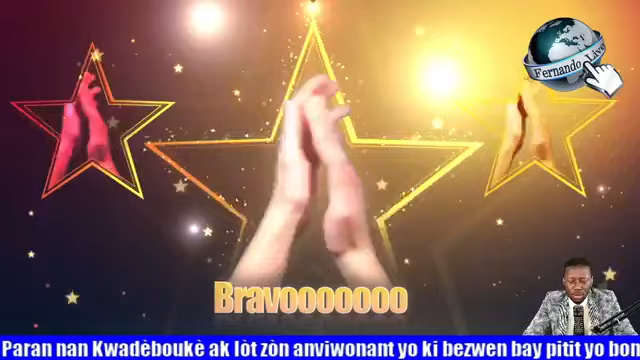 Fernando Live
Bravooooooo
Paran nan Kwadèboukè ak lòt zòn anviwonant yo ki bezwen bay pitit yo bon